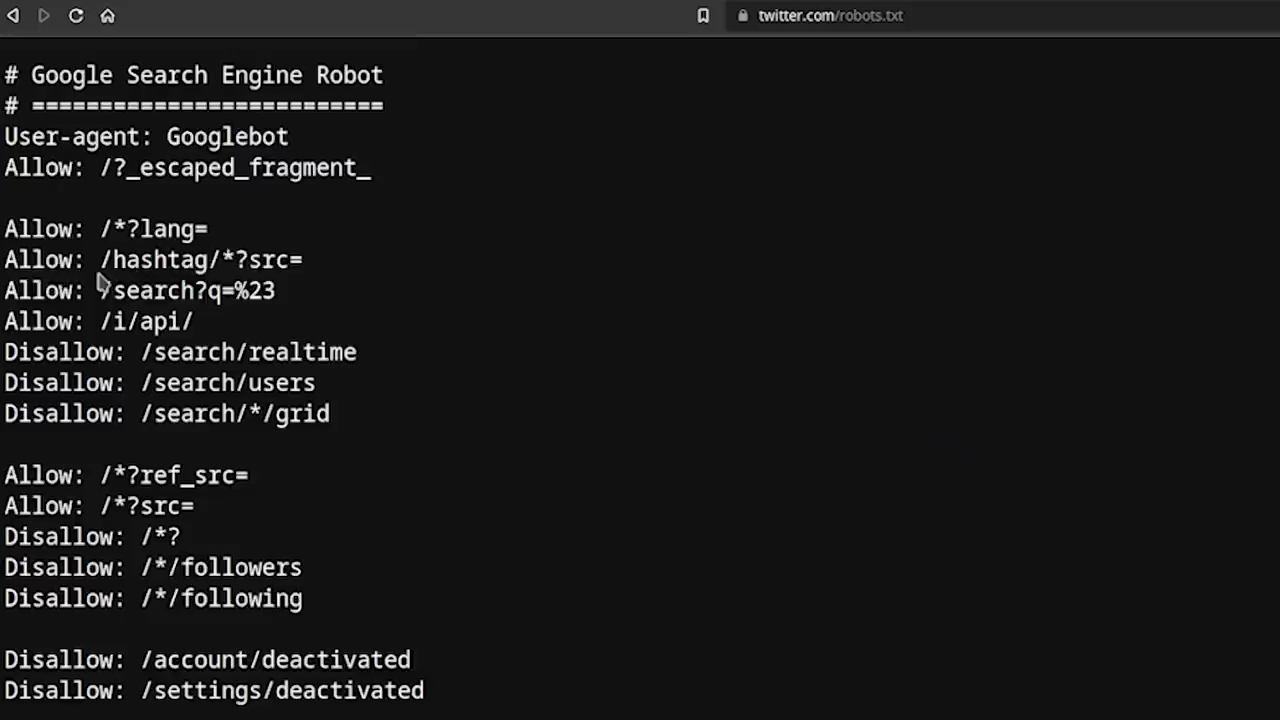 twitter.com/robots.txt
# Google Search Engine Robot
# ==========================
User-agent: Googlebot
Allow: /?_escaped_fragment_
Allow: /*?lang=
Allow: /hashtag/*?src=
Allow: /search?q=%23
Allow: /i/api/
Disallow: /search/realtime
Disallow: /search/users
Disallow: /search/*/grid
Allow: /*?ref_src=
Allow: /*?src=
Disallow: /*?
Disallow: /*/followers
Disallow: /*/following
Disallow: /account/deactivated
Disallow: /settings/deactivated